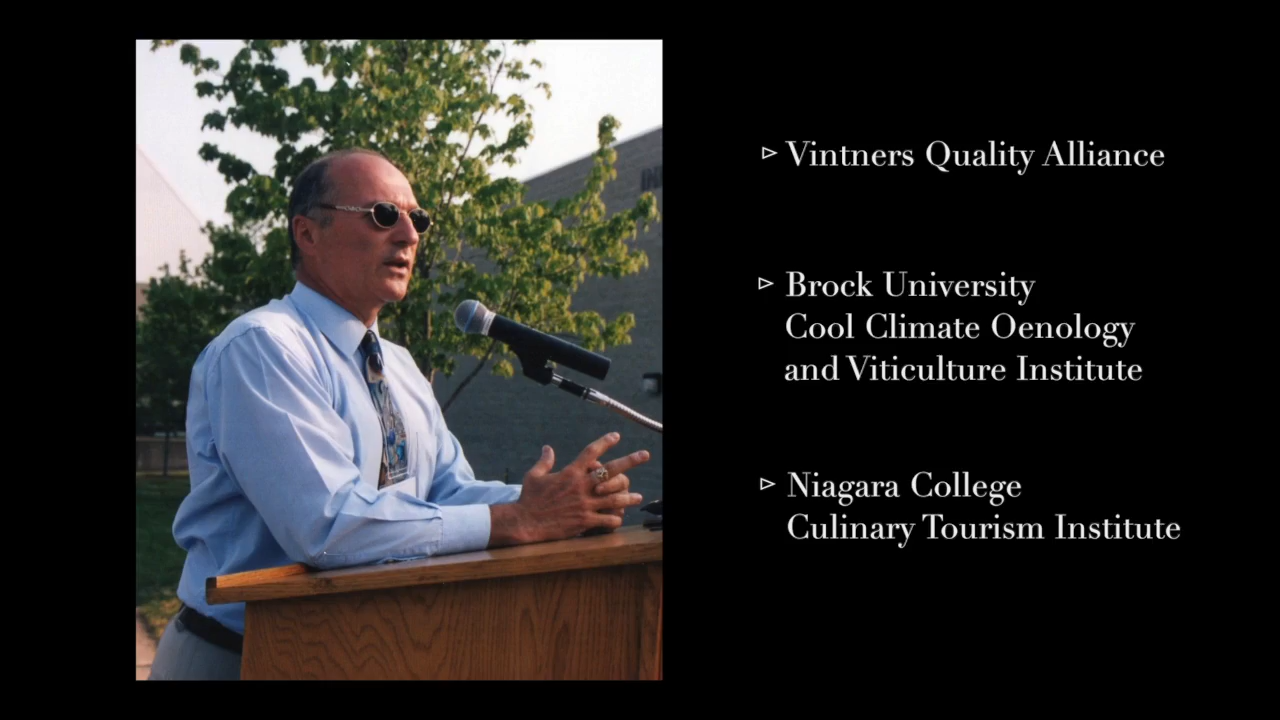 ▹ Vintners Quality Alliance
▹ Brock University
Cool Climate Oenology
and Viticulture Institute
▹ Niagara College
Culinary Tourism Institute